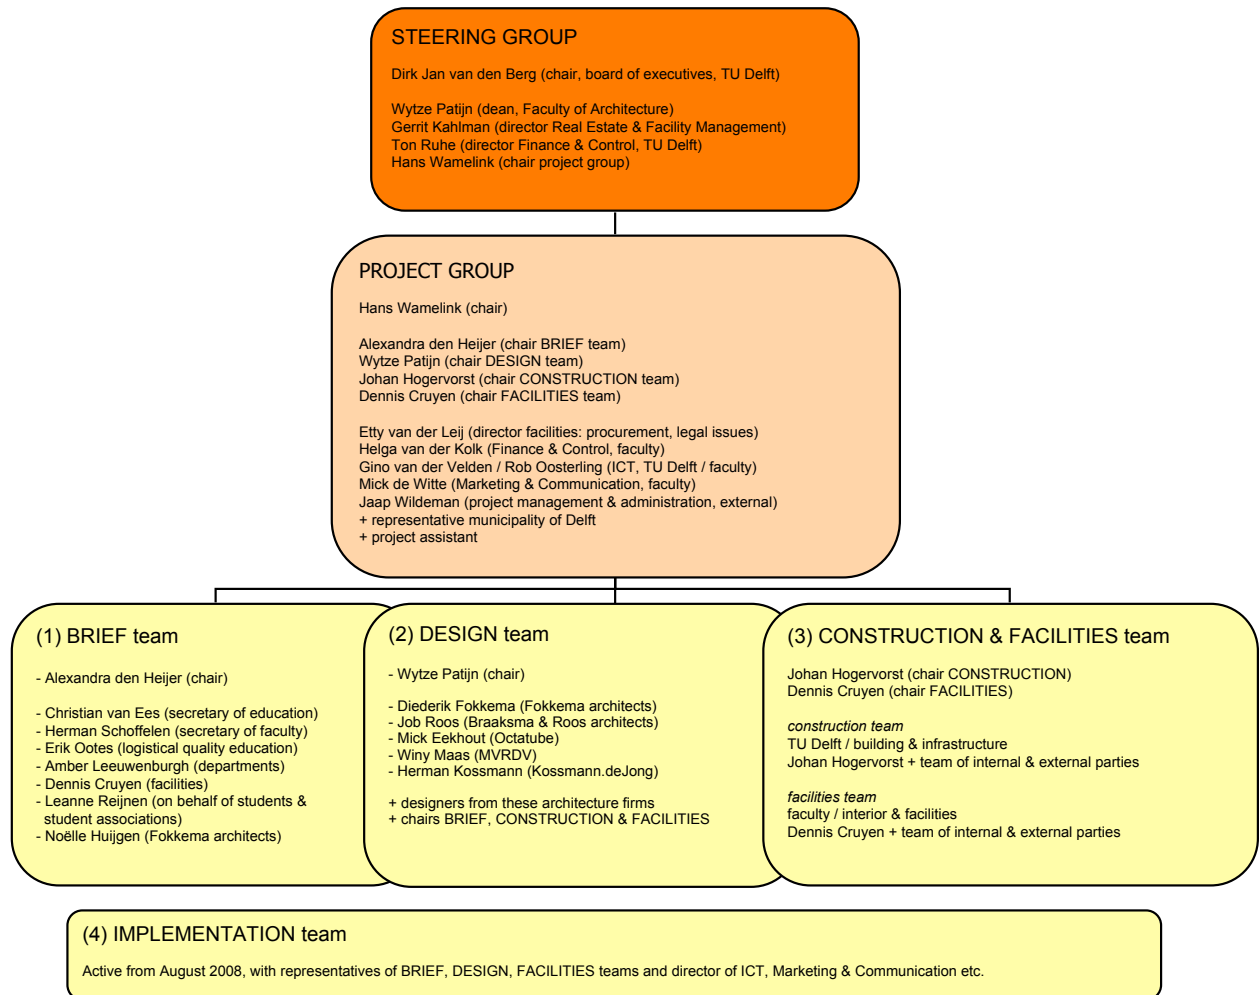 STEERING GROUP
Dirk Jan van den Berg (chair, board of executives, TU Delft)
Wytze Patijn (dean, Faculty of Architecture)
Gerrit Kahlman (director Real Estate & Facility Management)
Ton Ruhe (director Finance & Control, TU Delft)
Hans Wamelink (chair project group)
PROJECT GROUP
Hans Wamelink (chair)
Alexandra den Heijer (chair BRIEF team)
Wytze Patijn (chair DESIGN team)
Johan Hogervorst (chair CONSTRUCTION team)
Dennis Cruyen (chair FACILITIES team)
Etty van der Leij (director facilities: procurement, legal issues)
Helga van der Kolk (Finance & Control, faculty)
Gino van der Velden / Rob Oosterling (ICT, TU Delft / faculty)
Mick de Witte (Marketing & Communication, faculty)
Jaap Wildeman (project management & administration, external)
+ representative municipality of Delft
+ project assistant
(1) BRIEF team
- Alexandra den Heijer (chair)
- Christian van Ees (secretary of education)
- Herman Schoffelen (secretary of faculty)
- Erik Ootes (logistical quality education)
- Amber Leeuwenburgh (departments)
- Dennis Cruyen (facilities)
- Leanne Reijnen (on behalf of students &
student associations)
- Noëlle Huijgen (Fokkema architects)
(2) DESIGN team
- Wytze Patijn (chair)
- Diederik Fokkema (Fokkema architects)
- Job Roos (Braaksma & Roos architects)
- Mick Eekhout (Octatube)
- Winy Maas (MVRDV)
- Herman Kossmann (Kossmann.deJong)
+ designers from these architecture firms
+ chairs BRIEF, CONSTRUCTION & FACILITIES
(3) CONSTRUCTION & FACILITIES team
Johan Hogervorst (chair CONSTRUCTION)
Dennis Cruyen (chair FACILITIES)
construction team
TU Delft / building & infrastructure
Johan Hogervorst + team of internal & external parties
facilities team
faculty / interior & facilities
Dennis Cruyen + team of internal & external parties
(4) IMPLEMENTATION team
Active from August 2008, with representatives of BRIEF, DESIGN, FACILITIES teams and director of ICT, Marketing & Communication etc.